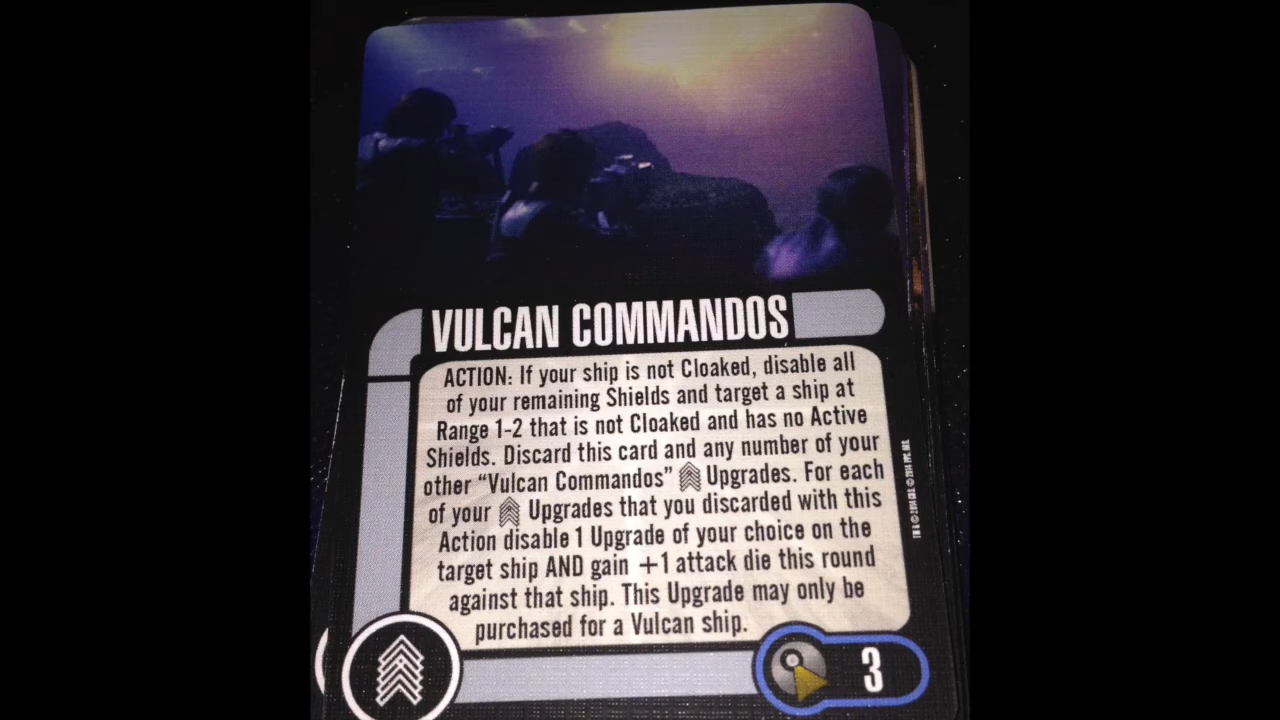 VULCAN COMMANDOS
ACTION: If your ship is not Cloaked, disable all
of your remaining Shields and target a ship at
Range 1-2 that is not Cloaked and has no Active
Shields. Discard this card and any number of your
other "Vulcan Commandos" Upgrades. For each
of your Upgrades that you discarded with this
Action disable 1 Upgrade of your choice on the
target ship AND gain +1 attack die this round
against that ship. This Upgrade may only be
purchased for a Vulcan ship.
3